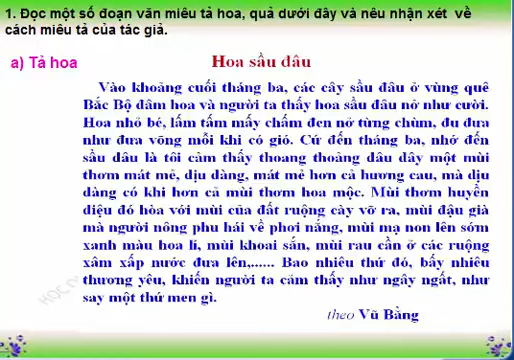 1. Đọc một số đoạn văn miêu tả hoa, quả dưới đây và nêu nhận xét về
cách miêu tả của tác giả.
a) Tả hoa
Hoa sầu đâu
Vào khoảng cuối tháng ba, các cây sầu đâu ở vùng quê
Bắc Bộ đâm hoa và người ta thấy hoa sầu đâu nở như cười.
Hoa nhỏ bé, lấm tấm mấy chấm đen nở từng chùm, đu đưa
như đưa võng mỗi khi có gió. Cứ đến tháng ba, nhớ đến
sầu đâu là tôi cảm thấy thoang thoảng đâu đây một mùi
thơm mát mẻ, dịu dàng, mát mẻ hơn cả hương cau, mà dịu
dàng có khi hơn cả mùi thơm hoa mộc. Mùi thơm huyền
diệu đó hòa với mùi của đất ruộng cày vỡ ra, mùi đậu già
mà người nông phu hái về phơi nắng, mùi mạ non lên sớm
xanh màu hoa lí, mùi khoai sắn, mùi rau cần ở các ruộng
xâm xấp nước đưa lên,...... Bao nhiêu thứ đó, bấy nhiêu
thương yêu, khiến người ta cảm thấy như ngây ngất, như
say một thứ men gì.
theo Vũ Bằng